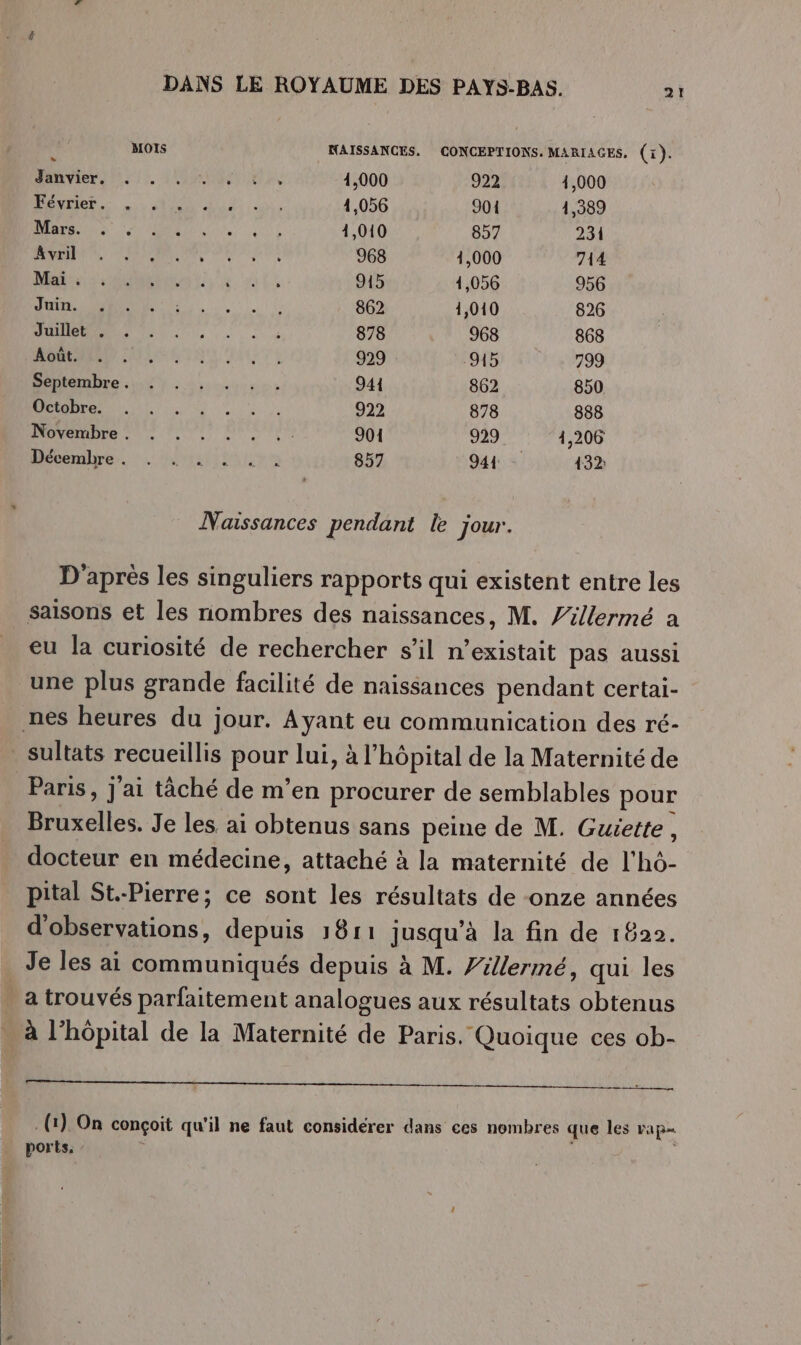 DANS LE ROYAUME DES PAYS-BAS. 21
MOIS NAISSANCES. CONCEPTIONS. MARIAGES. (1).
Janvier. . . . . . . . 1,000 922 1,000
Février. . . . . . . . 1,056 901 1,389
Mars. . . . . . . . . 1,010 857 231
Avril . . . . . . . . 968 1,000 714
Mai . . . . . . . . . 915 1,056 956
Juin. . . . . . . . . 862 1,010 826
Juillet . . . . . . . . 878 968 868
Août. . . . . . . . . 929 915 799
Septembre . . . . . . . 941 862 850
Octobre. . . . . . . . 922 878 888
Novembre . . . . . . . 901 929 1,206
Décembre . . . . . . . 857 941 132
Naissances pendant le jour.
D'après les singuliers rapports qui existent entre les
saisons et les nombres des naissances, M. Villermé a
eu la curiosité de rechercher s'il n'existait pas aussi
une plus grande facilité de naissances pendant certai-
nes heures du jour. Ayant eu communication des ré-
sultats recueillis pour lui, à l'hôpital de la Maternité de
Paris, j'ai tâché de m'en procurer de semblables pour
Bruxelles. Je les ai obtenus sans peine de M. Guiette,
docteur en médecine, attaché à la maternité de l'hô-
pital St.-Pierre; ce sont les résultats de onze années
d'observations, depuis 1811 jusqu'à la fin de 1822.
Je les ai communiqués depuis à M. Villermé, qui les
a trouvés parfaitement analogues aux résultats obtenus
à l'hôpital de la Maternité de Paris. Quoique ces ob-
(1) On conçoit qu'il ne faut considérer dans ces nombres que les rap-
ports.